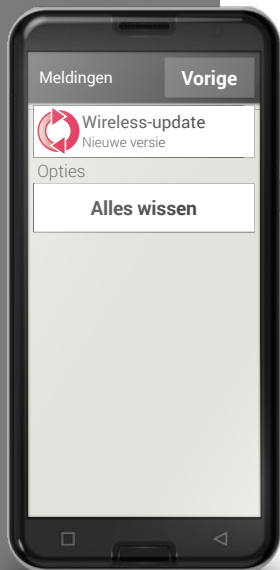 Meldingen Vorige
Wireless-update
Nieuwe versie
Opties
Alles wissen